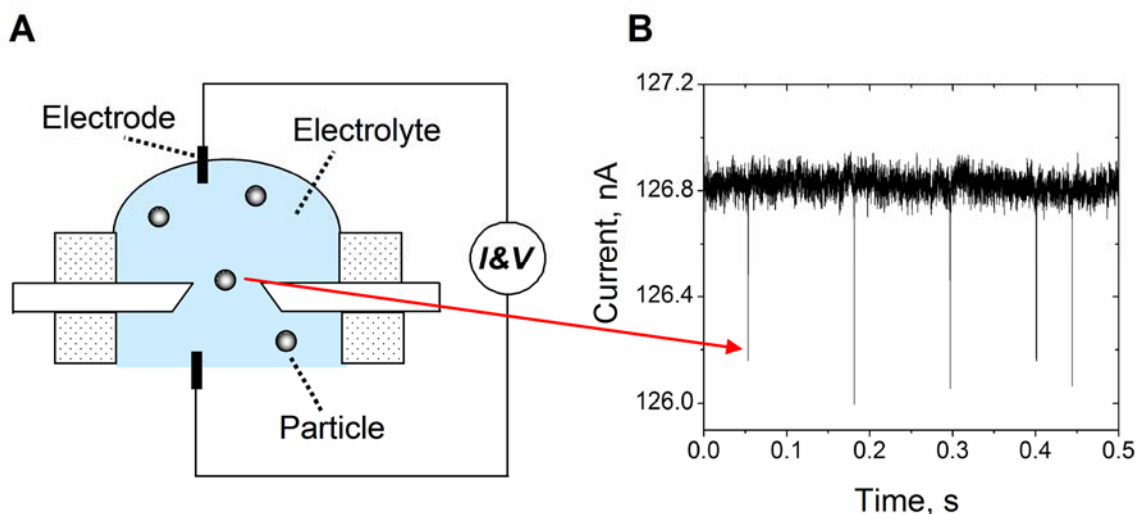 A
Electrode
Electrolyte
I&V
Particle
B
127.2
126.8
126.4
126.0
Current, nA
0.0 0.1 0.2 0.3 0.4 0.5
Time, s